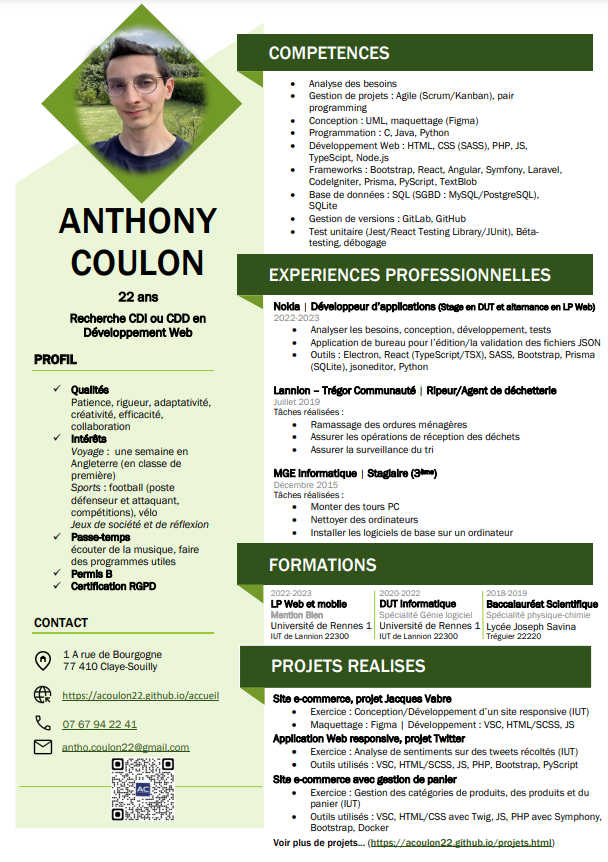 ANTHONY
COULON
22 ans
Recherche CDI ou CDD en
Développement Web
PROFIL
Qualités
Patience, rigueur, adaptativité,
créativité, efficacité,
collaboration
Intérêts
Voyage : une semaine en
Angleterre (en classe de
première)
Sports : football (poste
défenseur et attaquant,
compétitions), vélo
Jeux de société et de réflexion
Passe-temps
écouter de la musique, faire
des programmes utiles
Permis B
Certification RGPD
CONTACT
1 A rue de Bourgogne
77 410 Claye-Souilly
https://acoulon22.github.io/accueil
07 67 94 22 41
antho.coulon22@gmail.com
AC
COMPETENCES
Analyse des besoins
Gestion de projets : Agile (Scrum/Kanban), pair
programming
Conception : UML, maquettage (Figma)
Programmation : C, Java, Python
Développement Web : HTML, CSS (SASS), PHP, JS,
TypeScipt, Node.js
Frameworks : Bootstrap, React, Angular, Symfony, Laravel,
CodeIgniter, Prisma, PyScript, TextBlob
Base de données : SQL (SGBD : MySQL/PostgreSQL),
SQLite
Gestion de versions : GitLab, GitHub
Test unitaire (Jest/React Testing Library/JUnit), Béta-
testing, débogage
EXPERIENCES PROFESSIONNELLES
Nokia | Développeur d'applications (Stage en DUT et alternance en LP Web)
2022-2023
Analyser les besoins, conception, développement, tests
Application de bureau pour l'édition/la validation des fichiers JSON
Outils : Electron, React (TypeScript/TSX), SASS, Bootstrap, Prisma
(SQLite), jsoneditor, Python
Lannion – Trégor Communauté | Ripeur/Agent de déchetterie
Juillet 2019
Tâches réalisées :
Ramassage des ordures ménagères
Assurer les opérations de réception des déchets
Assurer la surveillance du tri
MGE Informatique | Stagiaire (3ème)
Décembre 2015
Tâches réalisées :
Monter des tours PC
Nettoyer des ordinateurs
Installer les logiciels de base sur un ordinateur
FORMATIONS
2022-2023
LP Web et mobile
Mention Bien
Université de Rennes 1
IUT de Lannion 22300
2020-2022
DUT Informatique
Spécialité Génie logiciel
Université de Rennes 1
IUT de Lannion 22300
2018-2019
Baccalauréat Scientifique
Spécialité physique-chimie
Lycée Joseph Savina
Tréguier 22220
PROJETS REALISES
Site e-commerce, projet Jacques Vabre
Exercice : Conception/Développement d'un site responsive (IUT)
Maquettage : Figma | Développement : VSC, HTML/SCSS, JS
Application Web responsive, projet Twitter
Exercice : Analyse de sentiments sur des tweets récoltés (IUT)
Outils utilisés : VSC, HTML/SCSS, JS, PHP, Bootstrap, PyScript
Site e-commerce avec gestion de panier
Exercice : Gestion des catégories de produits, des produits et du
panier (IUT)
Outils utilisés : VSC, HTML/CSS avec Twig, JS, PHP avec Symphony,
Bootstrap, Docker
Voir plus de projets... (https://acoulon22.github.io/projets.html)